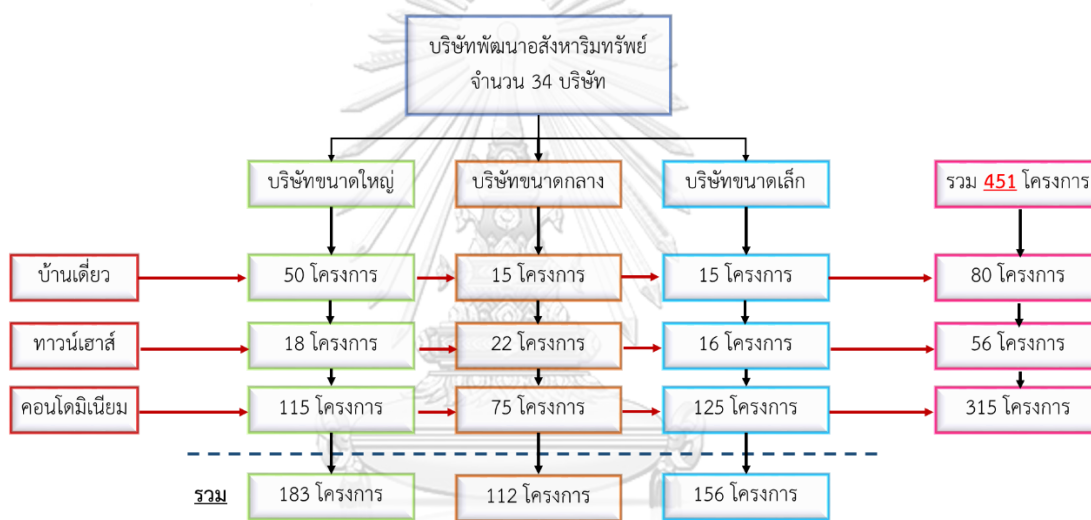 บริษัทพัฒนาอสังหาริมทรัพย์
จำนวน 34 บริษัท
บริษัทขนาดใหญ่ บริษัทขนาดกลาง บริษัทขนาดเล็ก รวม 451 โครงการ
บ้านเดี่ยว 50 โครงการ 15 โครงการ 15 โครงการ 80 โครงการ
ทาวน์เฮาส์ 18 โครงการ 22 โครงการ 16 โครงการ 56 โครงการ
คอนโดมิเนียม 115 โครงการ 75 โครงการ 125 โครงการ 315 โครงการ
รวม 183 โครงการ 112 โครงการ 156 โครงการ